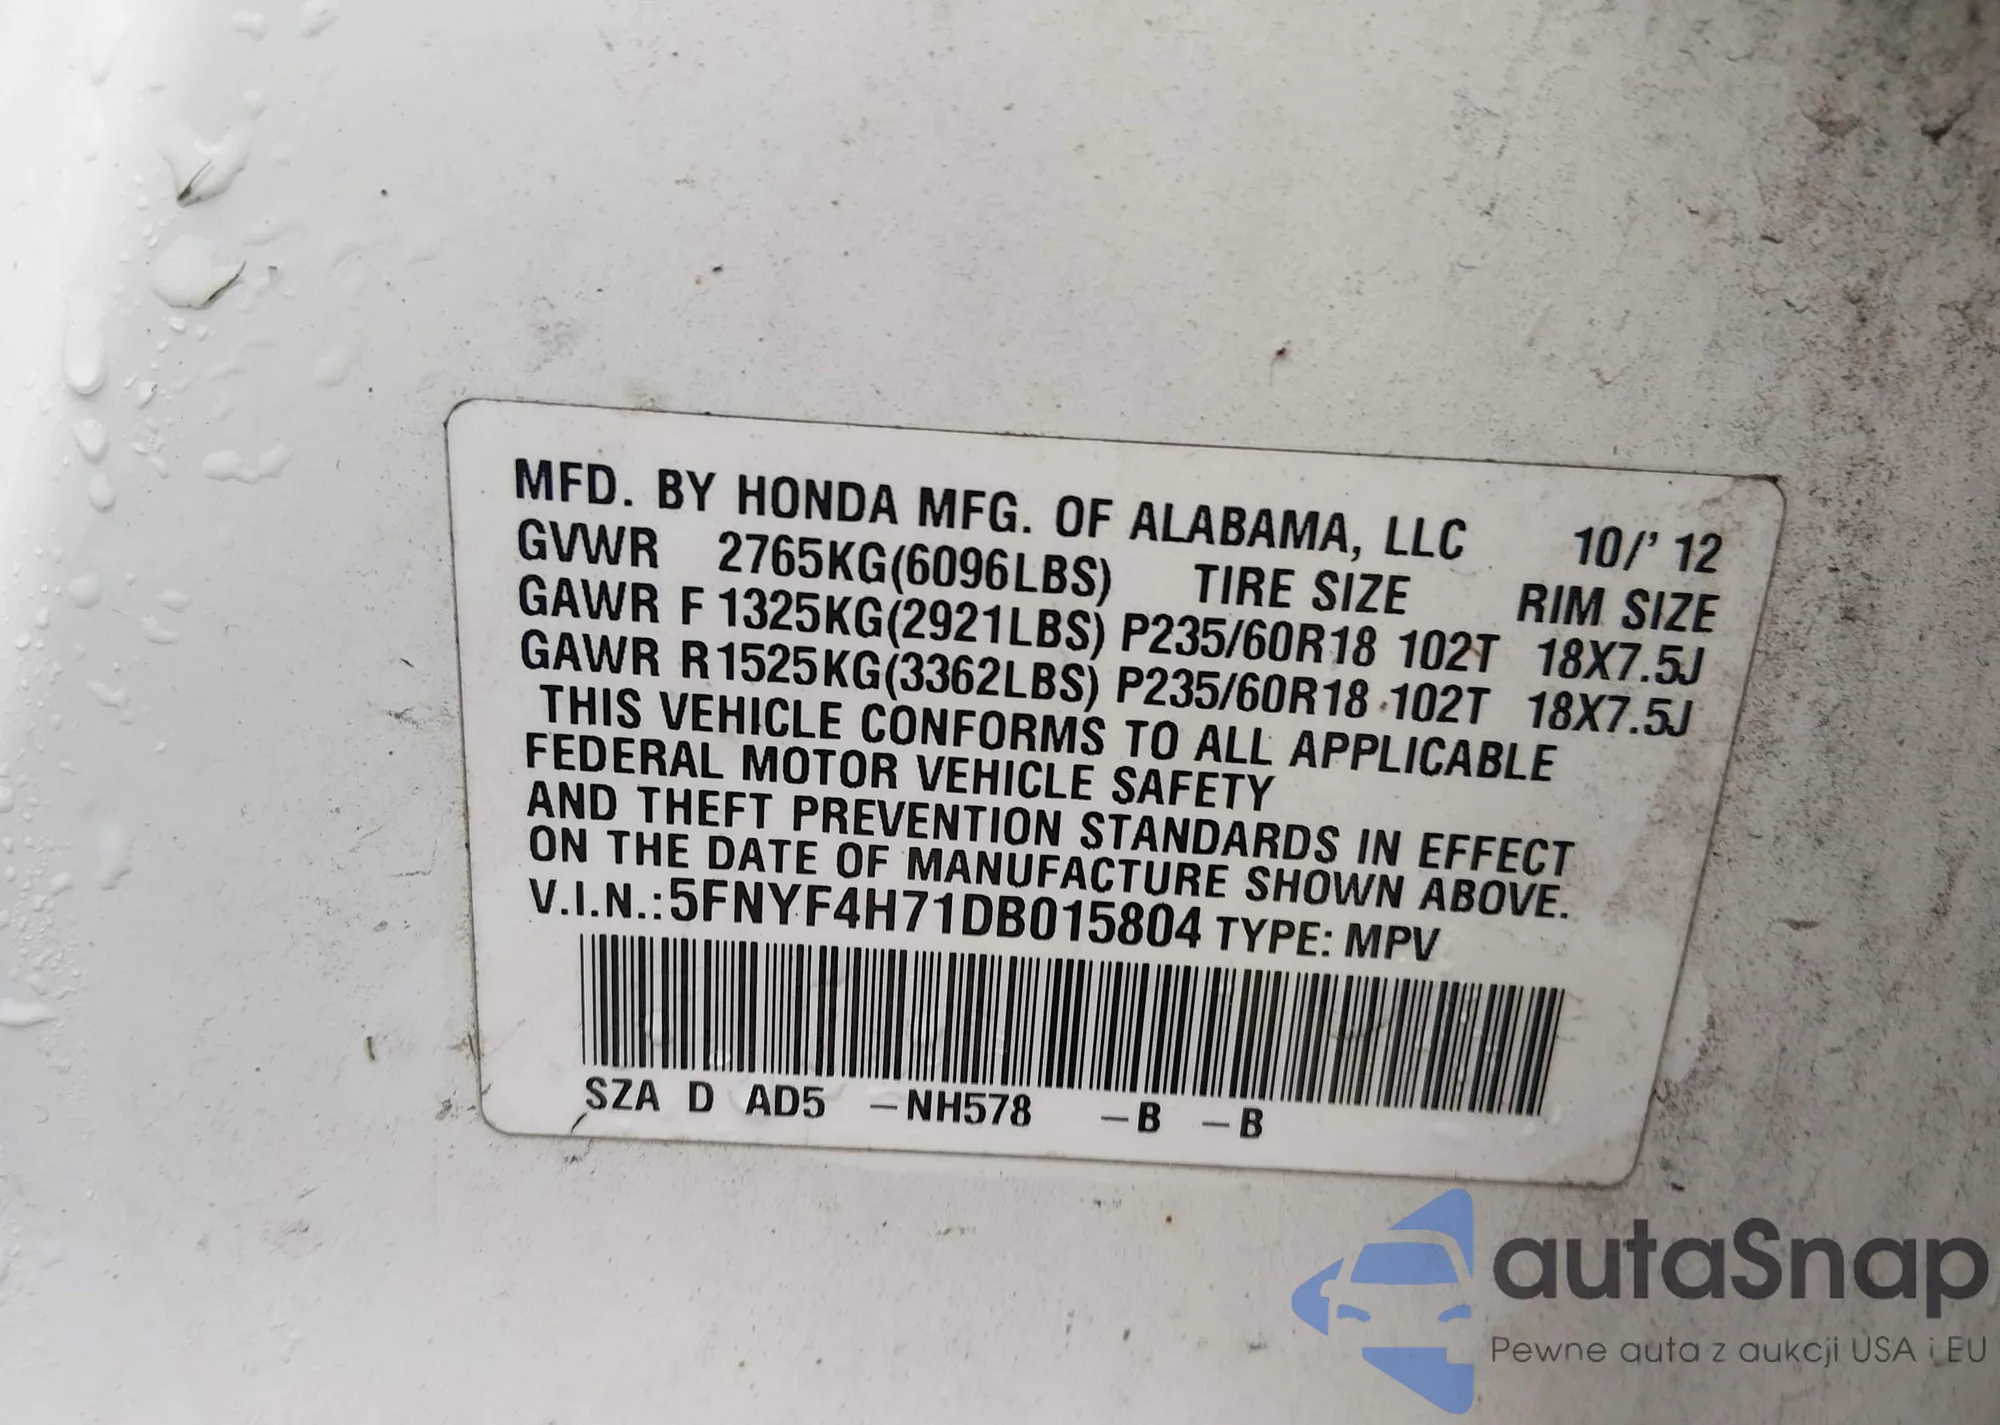 MFD. BY HONDA MFG. OF ALABAMA, LLC 10/' 12
GVWR 2765KG(6096LBS) TIRE SIZE RIM SIZE
GAWR F 1325KG(2921LBS) P235/60R18 102T 18X7.5J
GAWR R 1525KG(3362LBS) P235/60R18 102T 18X7.5J
THIS VEHICLE CONFORMS TO ALL APPLICABLE
FEDERAL MOTOR VEHICLE SAFETY
AND THEFT PREVENTION STANDARDS IN EFFECT
ON THE DATE OF MANUFACTURE SHOWN ABOVE.
V.I.N.:5FNYF4H71DB015804 TYPE: MPV
SZA D AD5 –NH578 –B –B
autaSnap
Pewne auta z aukcji USA i EU